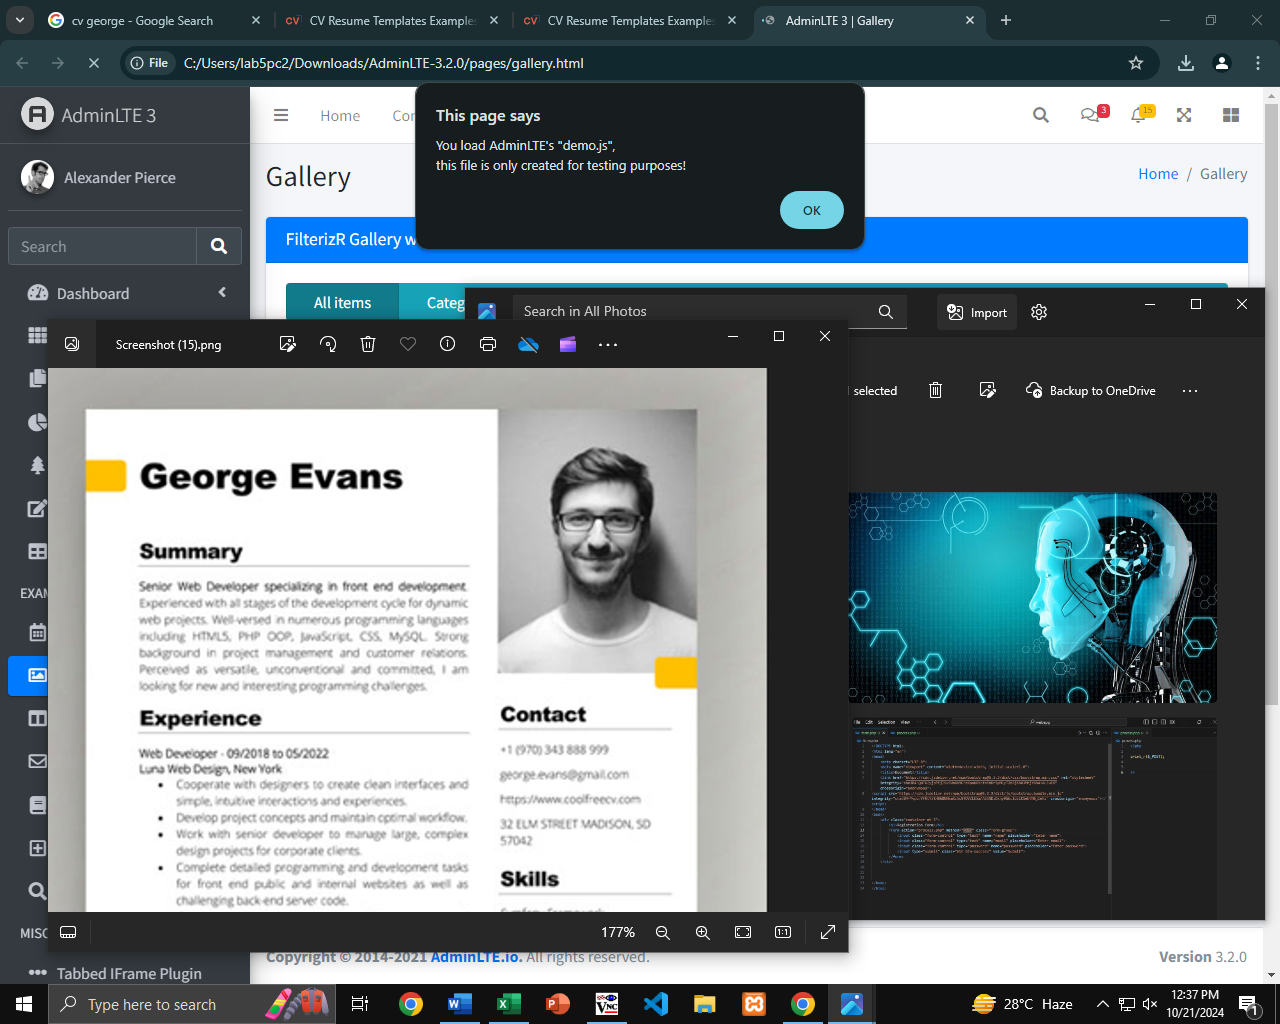 cv george - Google Search
CV Resume Templates Examples
CV Resume Templates Examples
AdminLTE 3 | Gallery
File
C:/Users/lab5pc2/Downloads/AdminLTE-3.2.0/pages/gallery.html
AdminLTE 3
Home
3
15
This page says
You load AdminLTE's "demo.js",
this file is only created for testing purposes!
OK
Alexander Pierce
Gallery
Home / Gallery
Search
FilterizR Gallery
Dashboard
All items
Search in All Photos
Import
Screenshot (15).png
selected
Backup to OneDrive
George Evans
Summary
Senior Web Developer specializing in front end development.
Experienced with all stages of the development cycle for dynamic
web projects. Well-versed in numerous programming languages
including HTML5, PHP OOP, JavaScript, CSS, MySQL. Strong
background in project management and customer relations.
Perceived as versatile, unconventional and committed, I am
looking for new and interesting programming challenges.
Experience
Web Developer - 09/2018 to 05/2022
Luna Web Design, New York
• Cooperate with designers to create clean interfaces and
simple, intuitive interactions and experiences.
• Develop project concepts and maintain optimal workflow.
• Work with senior developer to manage large, complex
design projects for corporate clients.
• Complete detailed programming and development tasks
for front end public and internal websites as well as
challenging back-end server code.
Contact
+1 (970) 343 888 999
george.evans@gmail.com
https://www.coolfreecv.com
32 ELM STREET MADISON, SD
57042
Skills
177%
Tabbed IFrame Plugin
Copyright © 2014-2021 AdminLTE.io. All rights reserved.
Version 3.2.0
Type here to search
28°C Haze
12:37 PM
10/21/2024
1